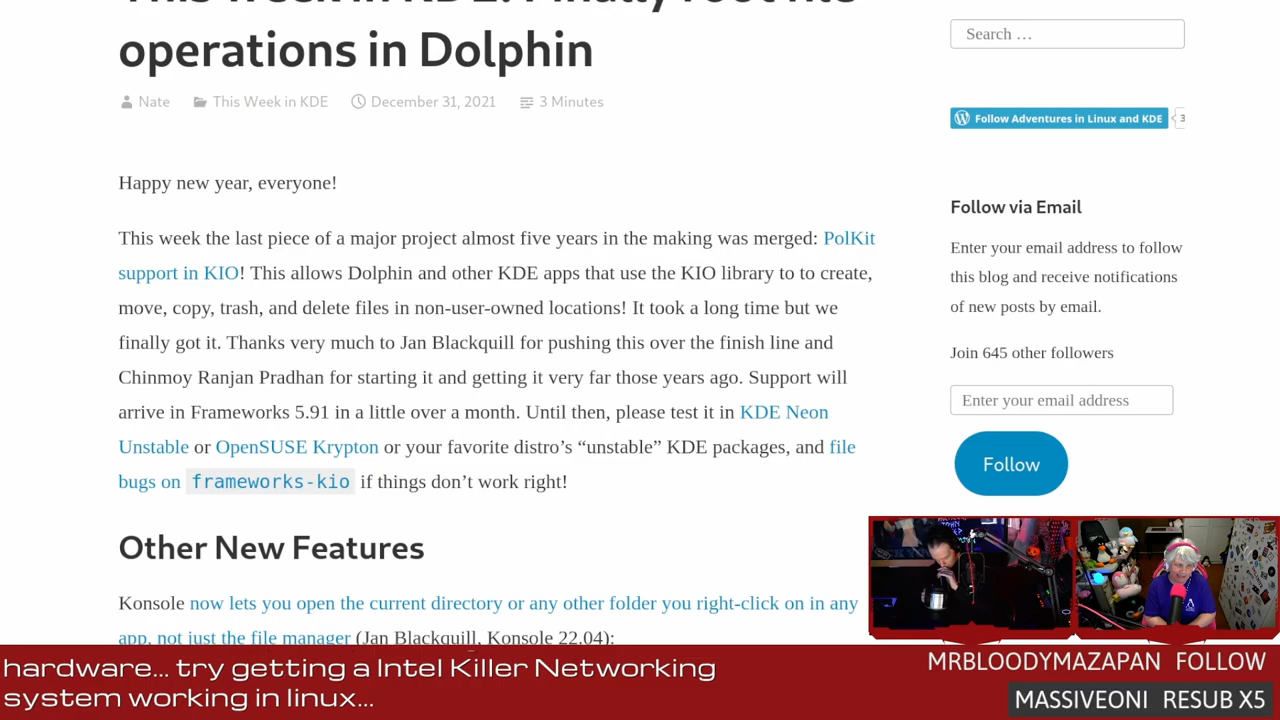 operations in Dolphin
Nate This Week in KDE December 31, 2021 3 Minutes
Happy new year, everyone!
This week the last piece of a major project almost five years in the making was merged: PolKit
support in KIO! This allows Dolphin and other KDE apps that use the KIO library to to create,
move, copy, trash, and delete files in non-user-owned locations! It took a long time but we
finally got it. Thanks very much to Jan Blackquill for pushing this over the finish line and
Chinmoy Ranjan Pradhan for starting it and getting it very far those years ago. Support will
arrive in Frameworks 5.91 in a little over a month. Until then, please test it in KDE Neon
Unstable or OpenSUSE Krypton or your favorite distro’s “unstable” KDE packages, and file
bugs on frameworks-kio if things don’t work right!
Other New Features
Konsole now lets you open the current directory or any other folder you right-click on in any
app, not just the file manager (Jan Blackquill, Konsole 22.04):
Search …
Follow Adventures in Linux and KDE 3
Follow via Email
Enter your email address to follow
this blog and receive notifications
of new posts by email.
Join 645 other followers
Enter your email address
Follow
hardware... try getting a Intel Killer Networking
system working in linux...
MRBLOODYMAZAPAN FOLLOW
MASSIVEONI RESUB X5